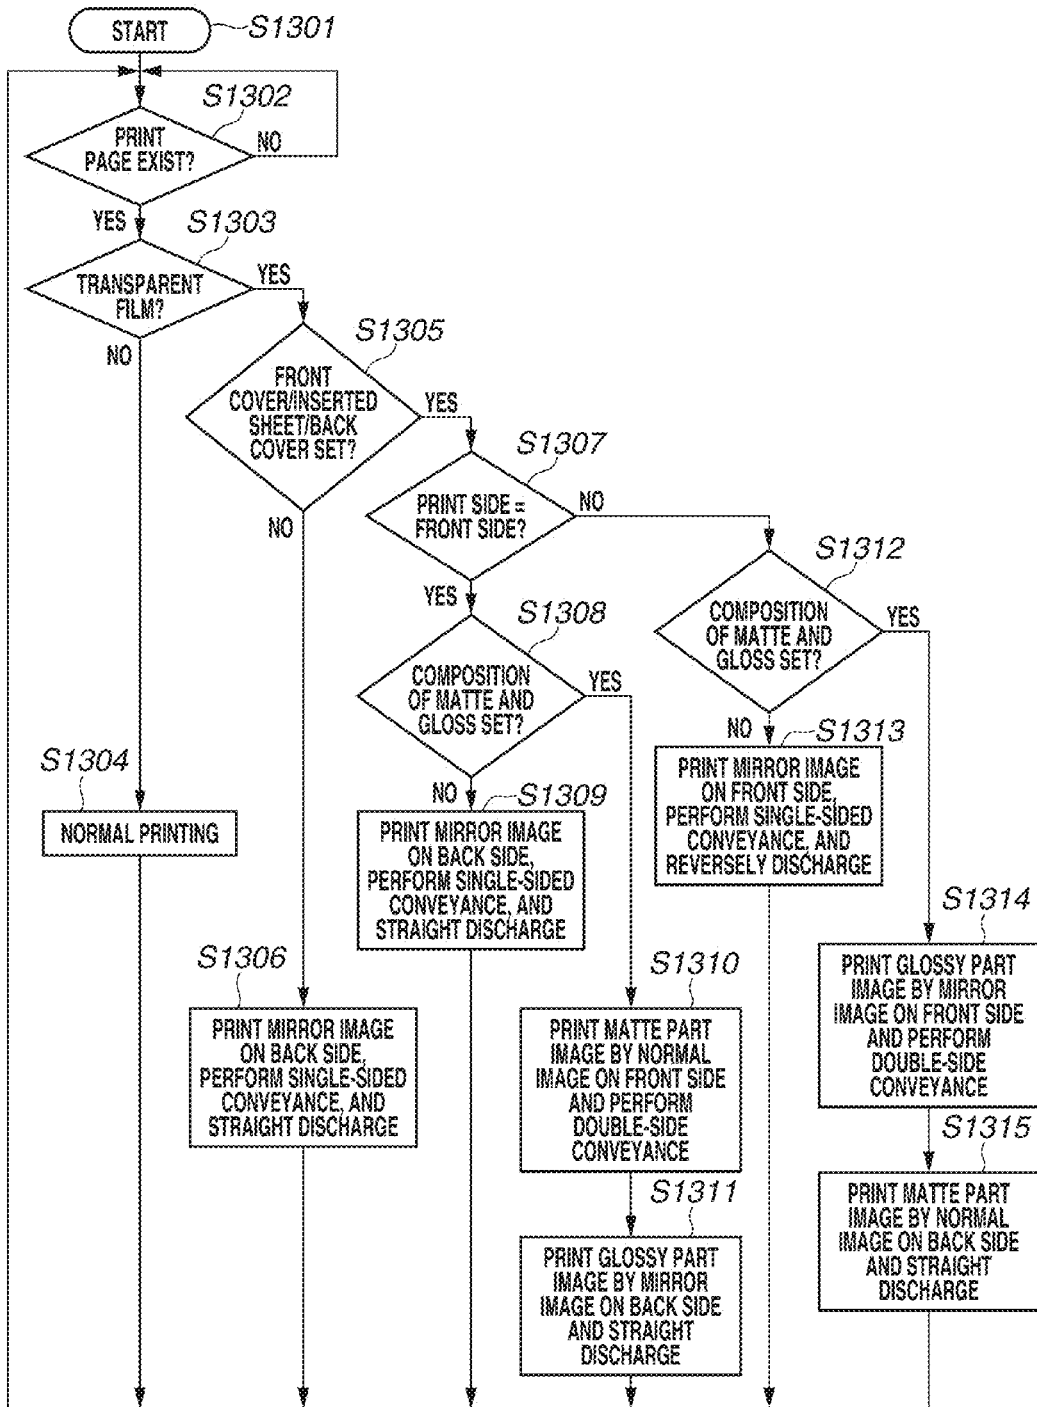 START
S1301
S1302
PRINT
PAGE EXIST?
NO
YES
S1303
TRANSPARENT
FILM?
YES
NO
S1305
FRONT
COVER/INSERTED
SHEET/BACK
COVER SET?
YES
NO
S1307
PRINT SIDE =
FRONT SIDE?
NO
YES
S1312
COMPOSITION
OF MATTE AND
GLOSS SET?
YES
NO
S1308
COMPOSITION
OF MATTE AND
GLOSS SET?
YES
NO
S1313
PRINT MIRROR IMAGE
ON FRONT SIDE,
PERFORM SINGLE-SIDED
CONVEYANCE, AND
REVERSELY DISCHARGE
S1304
NORMAL PRINTING
S1309
PRINT MIRROR IMAGE
ON BACK SIDE,
PERFORM SINGLE-SIDED
CONVEYANCE, AND
STRAIGHT DISCHARGE
S1306
PRINT MIRROR IMAGE
ON BACK SIDE,
PERFORM SINGLE-SIDED
CONVEYANCE, AND
STRAIGHT DISCHARGE
S1310
PRINT MATTE PART
IMAGE BY NORMAL
IMAGE ON FRONT SIDE
AND PERFORM
DOUBLE-SIDE
CONVEYANCE
S1311
PRINT GLOSSY PART
IMAGE BY MIRROR
IMAGE ON BACK SIDE
AND STRAIGHT
DISCHARGE
S1314
PRINT GLOSSY PART
IMAGE BY MIRROR
IMAGE ON FRONT SIDE
AND PERFORM
DOUBLE-SIDE
CONVEYANCE
S1315
PRINT MATTE PART
IMAGE BY NORMAL
IMAGE ON BACK SIDE
AND STRAIGHT
DISCHARGE